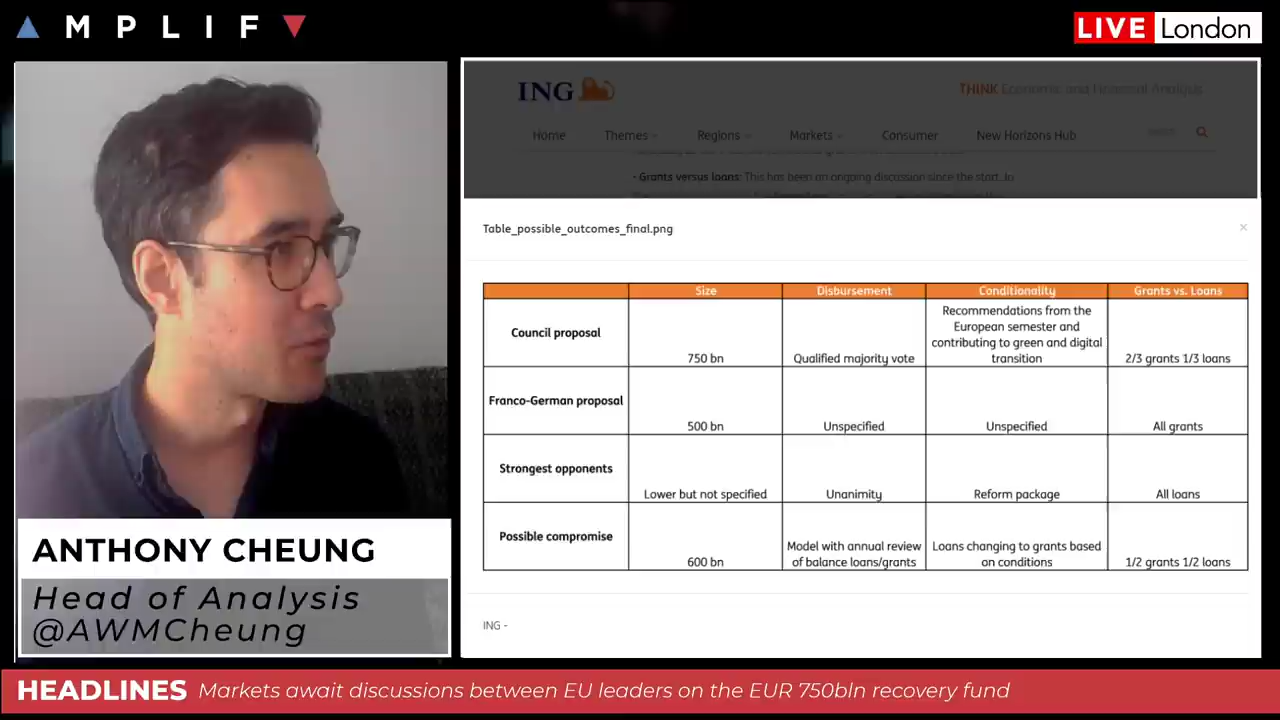 AMPLIFY
LIVE London
ING
THINK Economic and Financial Analysis
Home Themes Regions Markets Consumer New Horizons Hub
- Grants versus loans: This has been an ongoing discussion since the start.
Table_possible_outcomes_final.png
×
Size Disbursement Conditionality Grants vs. Loans
Council proposal
750 bn
Qualified majority vote
Recommendations from the
European semester and
contributing to green and digital
transition
2/3 grants 1/3 loans
Franco-German proposal
500 bn
Unspecified
Unspecified
All grants
Strongest opponents
Lower but not specified
Unanimity
Reform package
All loans
Possible compromise
600 bn
Model with annual review
of balance loans/grants
Loans changing to grants based
on conditions
1/2 grants 1/2 loans
ING -
ANTHONY CHEUNG
Head of Analysis
@AWMCheung
HEADLINES Markets await discussions between EU leaders on the EUR 750bln recovery fund